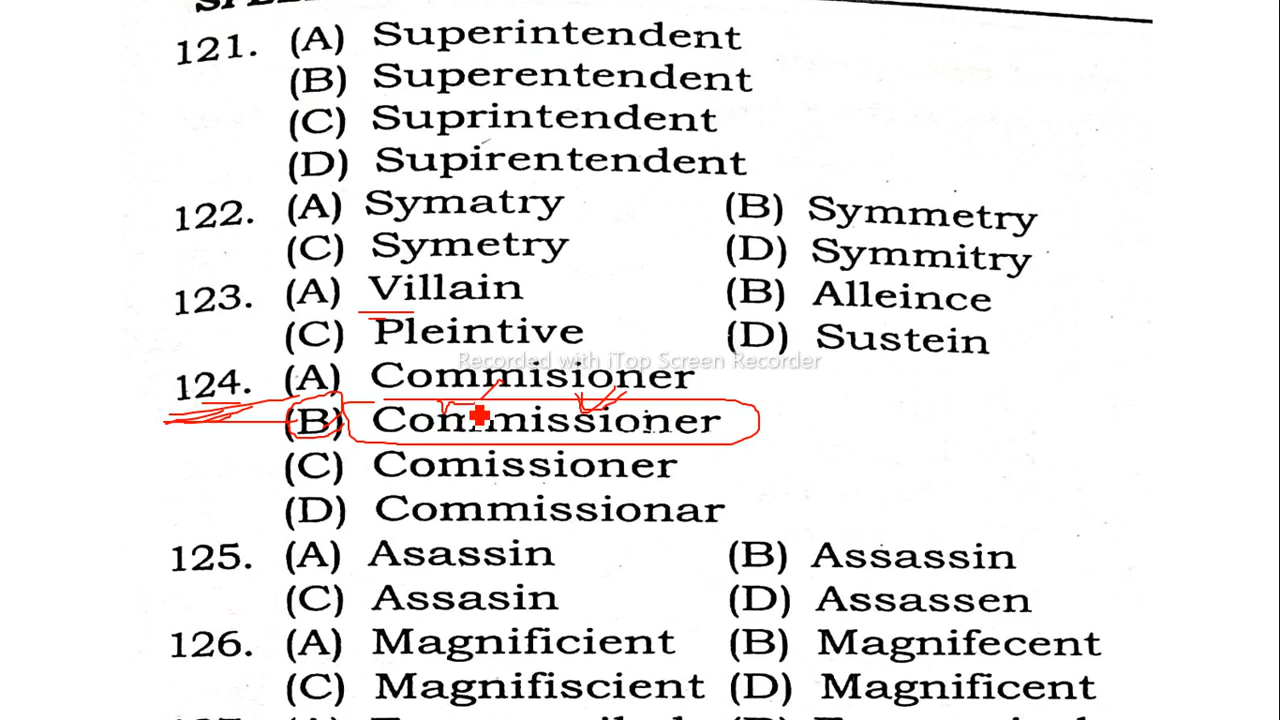 121. (A) Superintendent
(B) Superentendent
(C) Suprintendent
(D) Supirentendent
122. (A) Symatry (B) Symmetry
(C) Symetry (D) Symmitry
123. (A) Villain (B) Alleince
(C) Pleintive (D) Sustein
Recorded with iTop Screen Recorder
124. (A) Commisioner
(B) Commissioner
(C) Comissioner
(D) Commissionar
125. (A) Asassin (B) Assassin
(C) Assasin (D) Assassen
126. (A) Magnificient (B) Magnifecent
(C) Magnifiscient (D) Magnificent